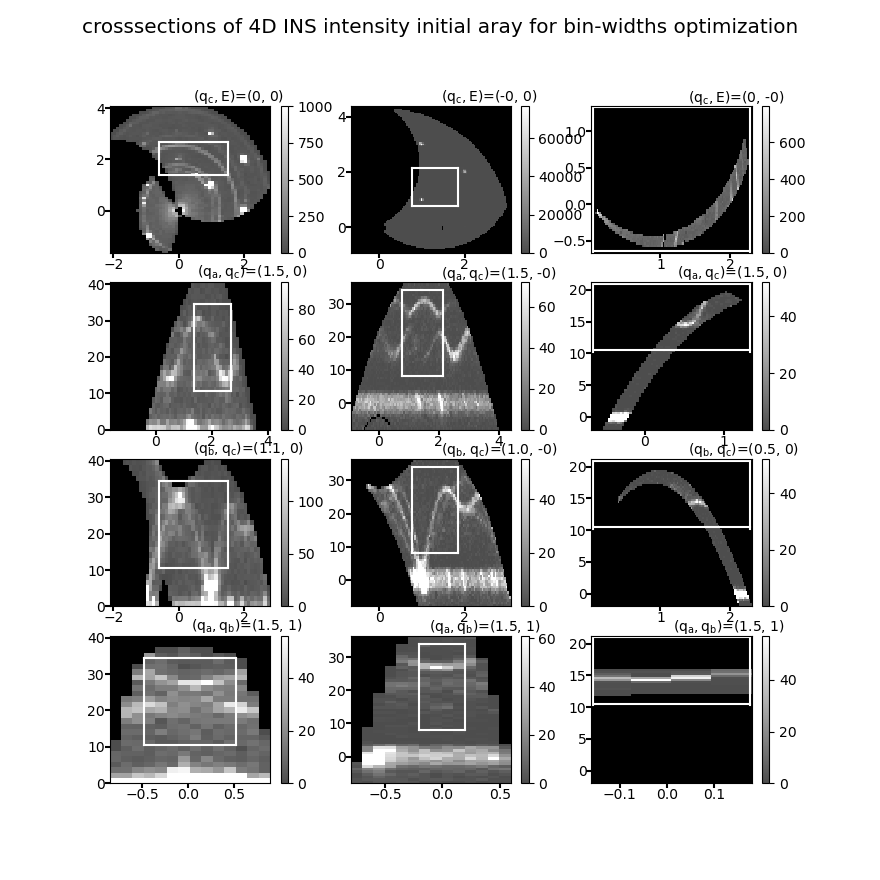 crosssections of 4D INS intensity initial aray for bin-widths optimization
(q_c, E)=(0, 0) (q_c, E)=(-0, 0) (q_c, E)=(0, -0)
4 2 0 −2 0 2 1000 750 500 250 0
4 2 0 0 2 60000 40000 20000 0
1.0 0.5 0.0 −0.5 1 2 600 400 200 0
(q_a, q_c)=(1.5, 0) (q_a, q_c)=(1.5, -0) (q_a, q_c)=(1.5, 0)
40 30 20 10 0 0 2 4 80 60 40 20 0
30 20 10 0 0 2 4 60 40 20 0
20 15 10 5 0 0 1 40 20 0
(q_b, q_c)=(1.1, 0) (q_b, q_c)=(1.0, -0) (q_b, q_c)=(0.5, 0)
40 30 20 10 0 −2 0 2 100 50 0
30 20 10 0 0 2 40 20 0
20 15 10 5 0 1 2 40 20 0
(q_a, q_b)=(1.5, 1) (q_a, q_b)=(1.5, 1) (q_a, q_b)=(1.5, 1)
40 30 20 10 0 −0.5 0.0 0.5 40 20 0
30 20 10 0 −0.5 0.0 0.5 60 40 20 0
20 15 10 5 0 −0.1 0.0 0.1 40 20 0